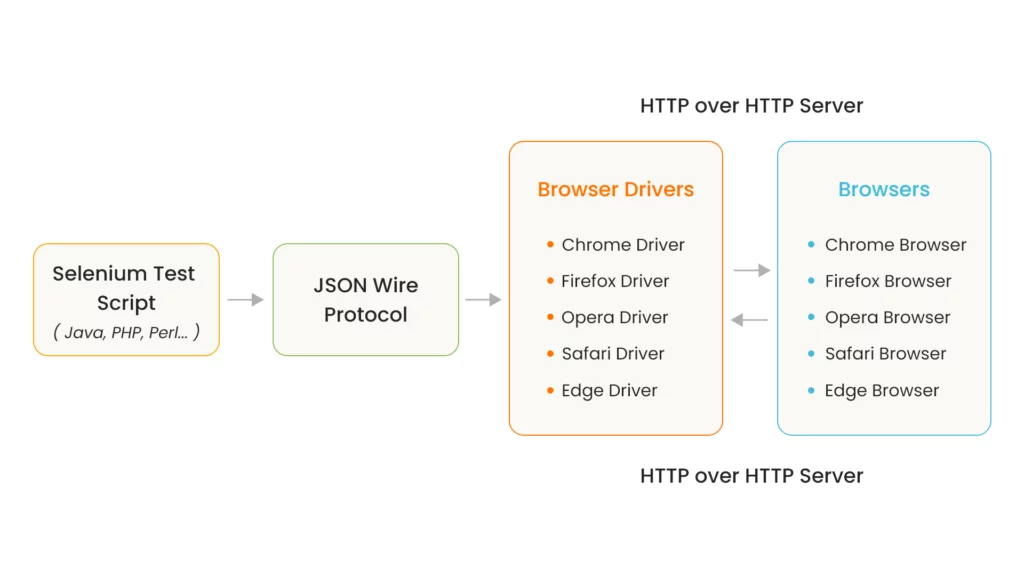 HTTP over HTTP Server
Selenium Test
Script
( Java, PHP, Perl... )
JSON Wire
Protocol
Browser Drivers
• Chrome Driver
• Firefox Driver
• Opera Driver
• Safari Driver
• Edge Driver
Browsers
• Chrome Browser
• Firefox Browser
• Opera Browser
• Safari Browser
• Edge Browser
HTTP over HTTP Server